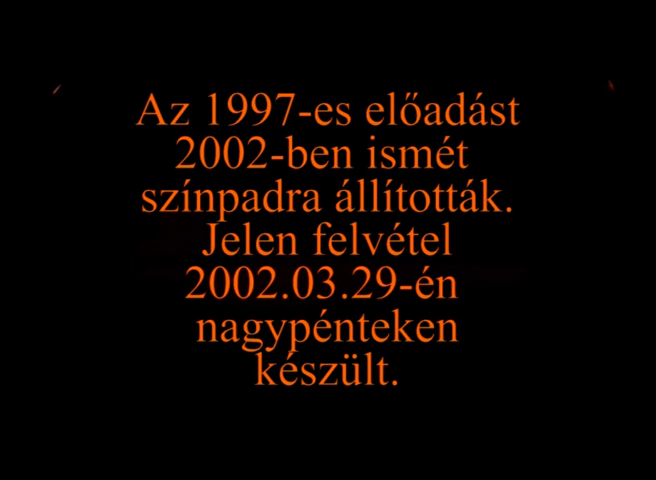 Az 1997-es előadást
2002-ben ismét
színpadra állították.
Jelen felvétel
2002.03.29-én
nagypénteken
készült.